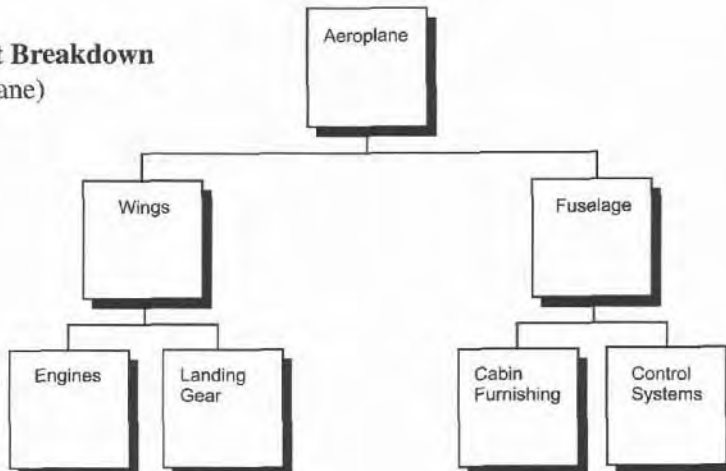 t Breakdown
ane)
Aeroplane
Wings
Fuselage
Engines
Landing
Gear
Cabin
Furnishing
Control
Systems